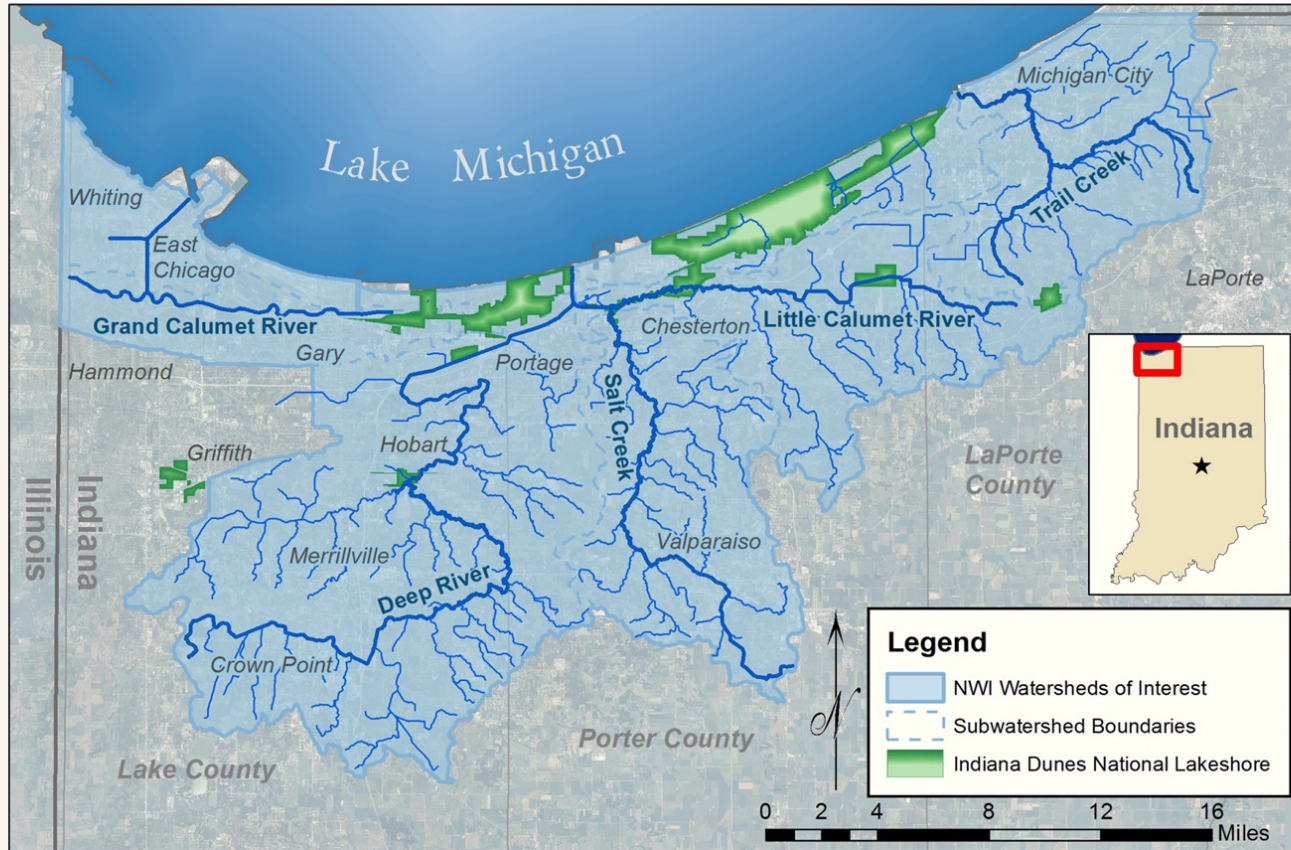 Michigan City
Lake Michigan
Whiting
East
Chicago
Trail Creek
LaPorte
Grand Calumet River
Gary
Chesterton
Little Calumet River
Hammond
Portage
Salt Creek
Hobart
Griffith
Indiana
LaPorte
County
Illinois
Indiana
Merrillville
Valparaiso
Deep River
Crown Point
N
Legend
NWI Watersheds of Interest
Subwatershed Boundaries
Indiana Dunes National Lakeshore
Porter County
Lake County
0 2 4 8 12 16
Miles